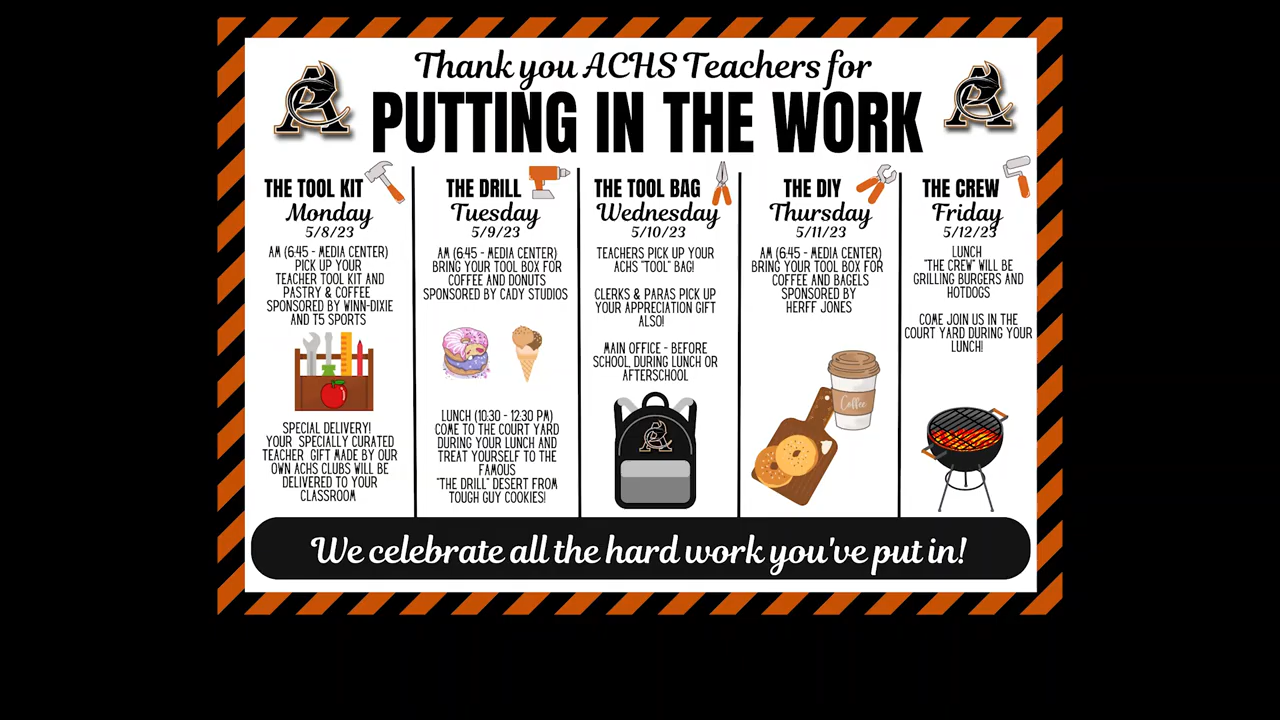 Thank you ACHS Teachers for
PUTTING IN THE WORK
THE TOOL KIT
Monday
5/8/23
AM (6:45 - MEDIA CENTER)
PICK UP YOUR
TEACHER TOOL KIT AND
PASTRY & COFFEE
SPONSORED BY WINN-DIXIE
AND T5 SPORTS
SPECIAL DELIVERY!
YOUR SPECIALLY CURATED
TEACHER GIFT MADE BY OUR
OWN ACHS CLUBS WILL BE
DELIVERED TO YOUR
CLASSROOM
THE DRILL
Tuesday
5/9/23
AM (6:45 - MEDIA CENTER)
BRING YOUR TOOL BOX FOR
COFFEE AND DONUTS
SPONSORED BY CADY STUDIOS
LUNCH (10:30 - 12:30 PM)
COME TO THE COURT YARD
DURING YOUR LUNCH AND
TREAT YOURSELF TO THE
FAMOUS
"THE DRILL" DESERT FROM
TOUGH GUY COOKIES!
THE TOOL BAG
Wednesday
5/10/23
TEACHERS PICK UP YOUR
ACHS "TOOL" BAG!
CLERKS & PARAS PICK UP
YOUR APPRECIATION GIFT
ALSO!
MAIN OFFICE - BEFORE
SCHOOL, DURING LUNCH OR
AFTERSCHOOL
THE DIY
Thursday
5/11/23
AM (6:45 - MEDIA CENTER)
BRING YOUR TOOL BOX FOR
COFFEE AND BAGELS
SPONSORED BY
HERFF JONES
Coffee
THE CREW
Friday
5/12/23
LUNCH
"THE CREW" WILL BE
GRILLING BURGERS AND
HOTDOGS
COME JOIN US IN THE
COURT YARD DURING YOUR
LUNCH!
We celebrate all the hard work you've put in!